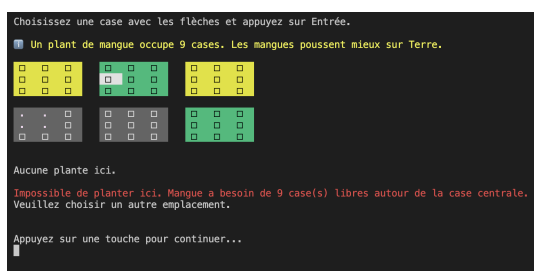 Choisissez une case avec les flèches et appuyez sur Entrée.
ℹ️ Un plant de mangue occupe 9 cases. Les mangues poussent mieux sur Terre.
□ □ □ □ □ □ □ □ □
□ □ □ □ □ □ □ □ □
□ □ □ □ □ □ □ □ □
. . □ □ □ □ □ □ □
. . □ □ □ □ □ □ □
□ □ □ □ □ □ □ □ □
Aucune plante ici.
Impossible de planter ici. Mangue a besoin de 9 case(s) libres autour de la case centrale.
Veuillez choisir un autre emplacement.
Appuyez sur une touche pour continuer...